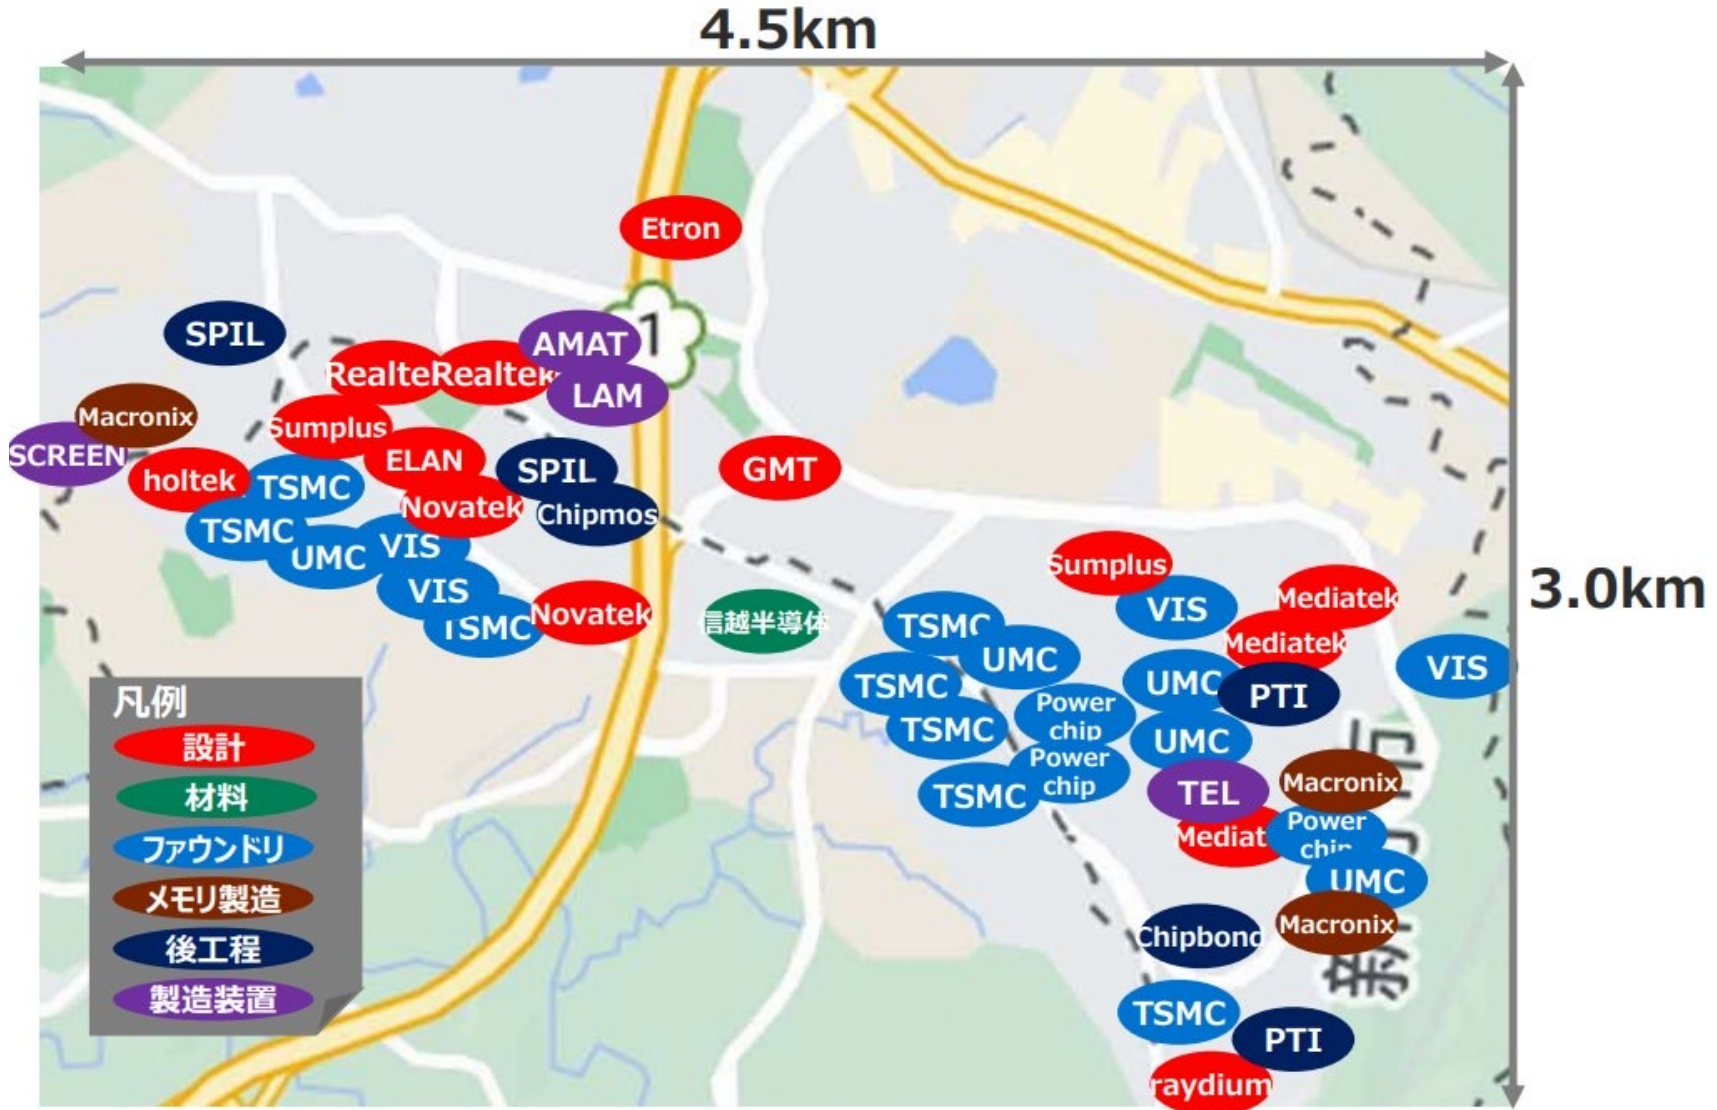 4.5km
3.0km
Etron
1
SPIL
AMAT
Realte
Realtek
LAM
Macronix
Sumplus
SCREEN
holtek
TSMC
ELAN
SPIL
GMT
Novatek
Chipmos
TSMC
UMC
VIS
VIS
TSMC
Novatek
信越半導体
Sumplus
VIS
Mediatek
Mediatek
TSMC
UMC
VIS
TSMC
UMC
PTI
Power
chip
TSMC
UMC
Power
chip
TSMC
TEL
Macronix
Mediat
Power
chip
UMC
Chipbond
Macronix
TSMC
PTI
raydium
凡例
設計
材料
ファウンドリ
メモリ製造
後工程
製造装置